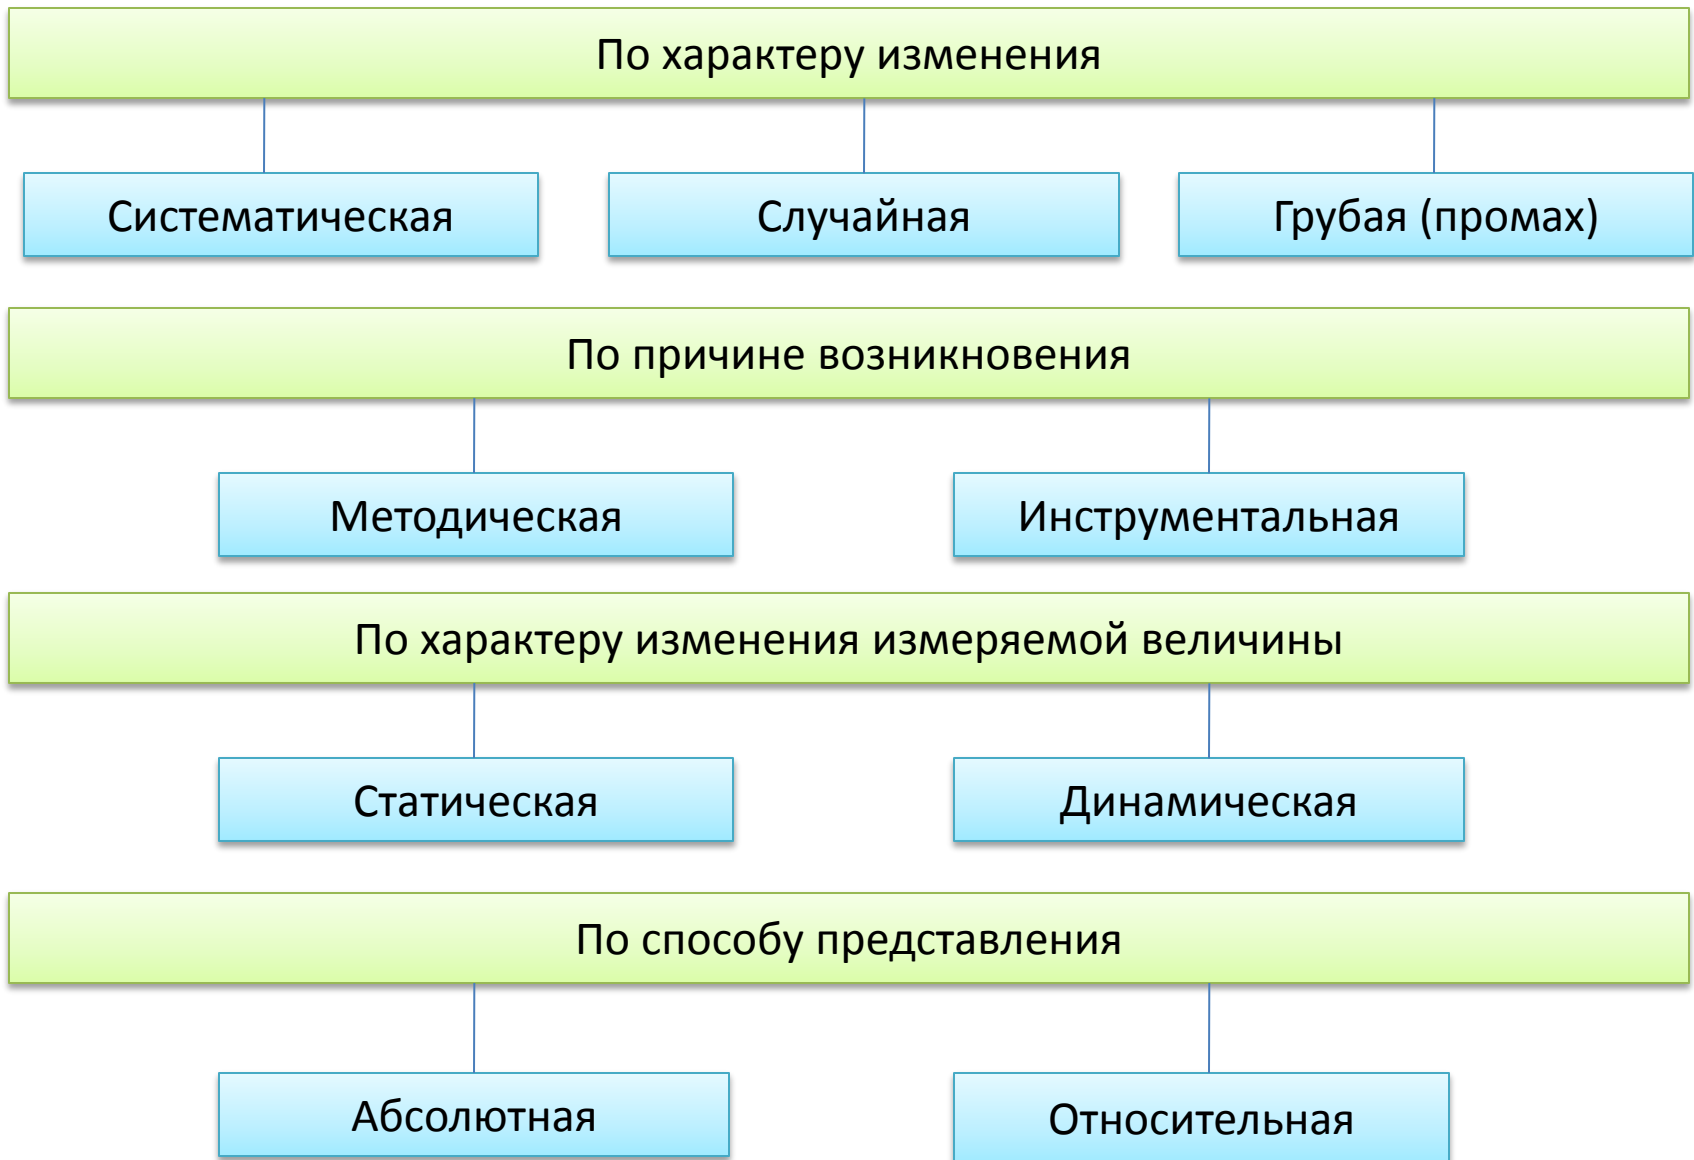 По характеру изменения
Систематическая
Случайная
Грубая (промах)
По причине возникновения
Методическая
Инструментальная
По характеру изменения измеряемой величины
Статическая
Динамическая
По способу представления
Абсолютная
Относительная